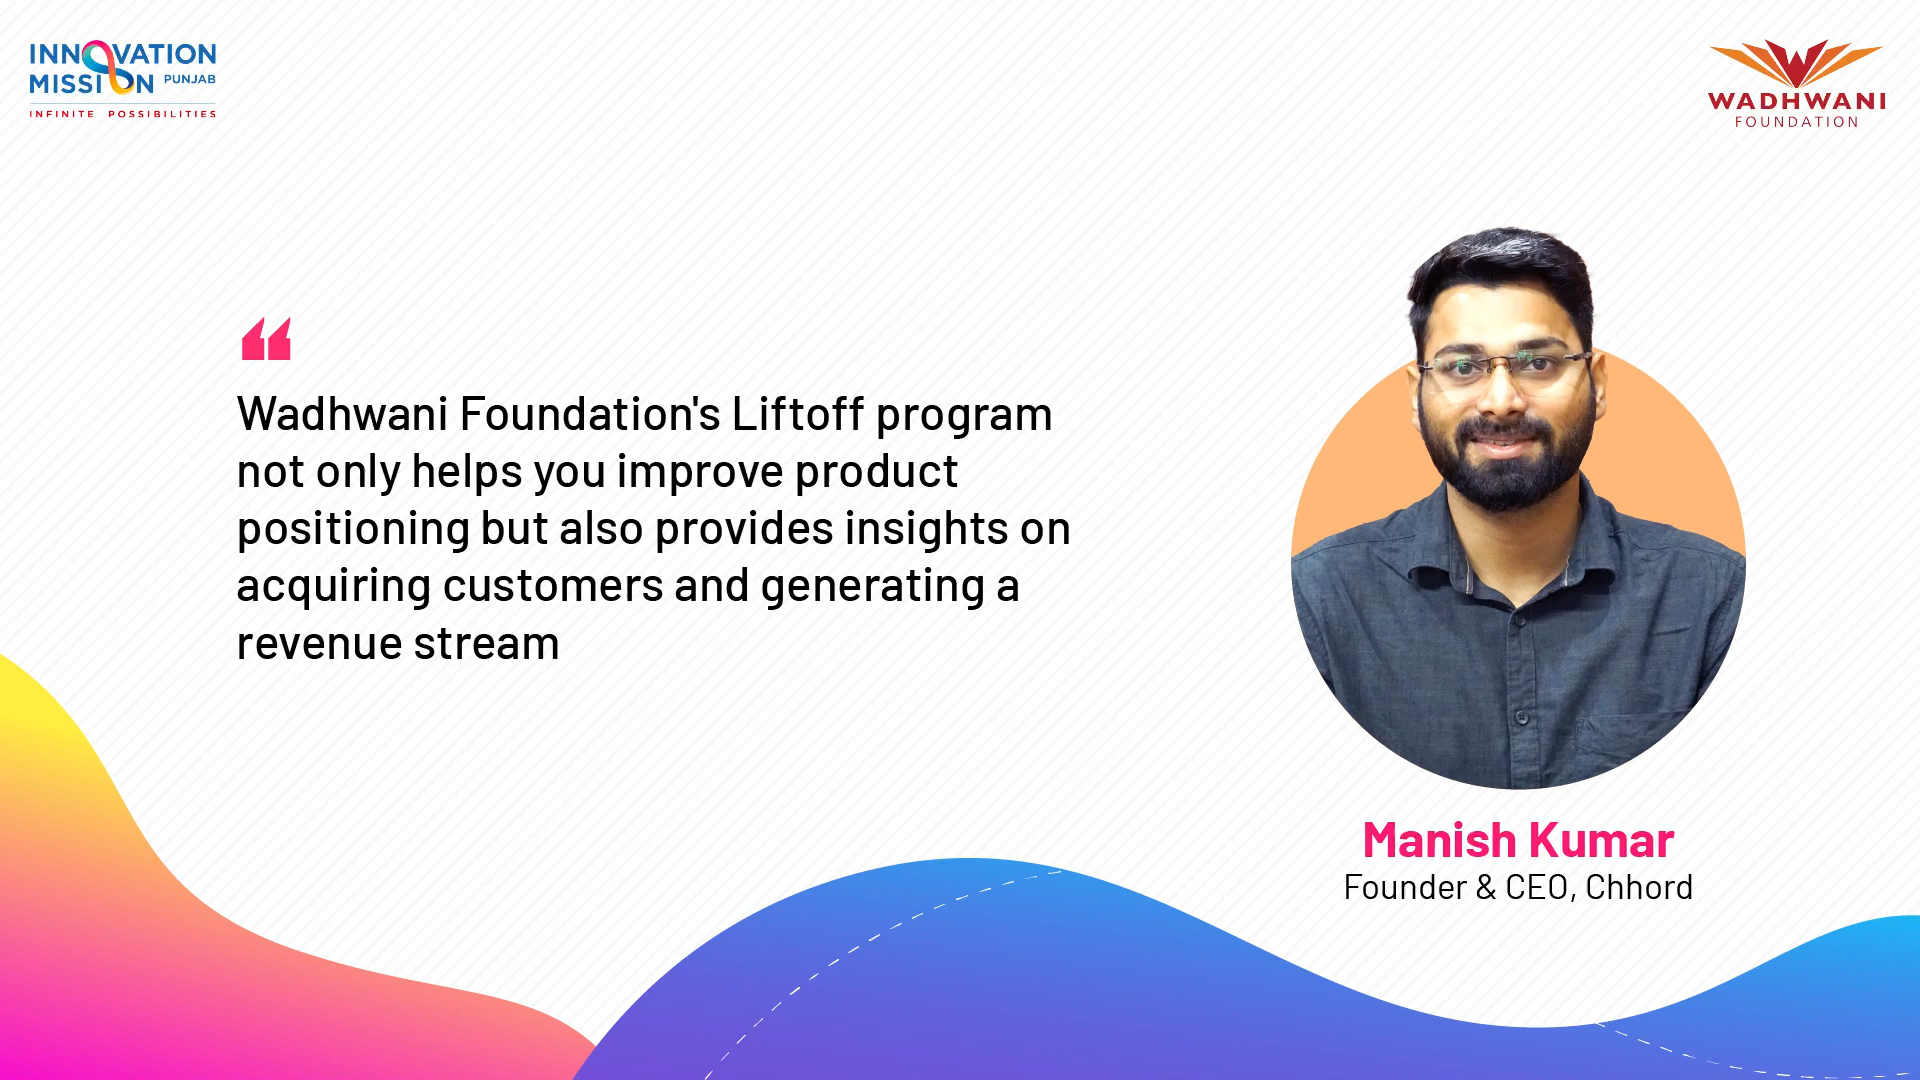 INNOVATION
MISSION PUNJAB
INFINITE POSSIBILITIES
WADHWANI
FOUNDATION
Wadhwani Foundation's Liftoff program
not only helps you improve product
positioning but also provides insights on
acquiring customers and generating a
revenue stream
Manish Kumar
Founder & CEO, Chhord